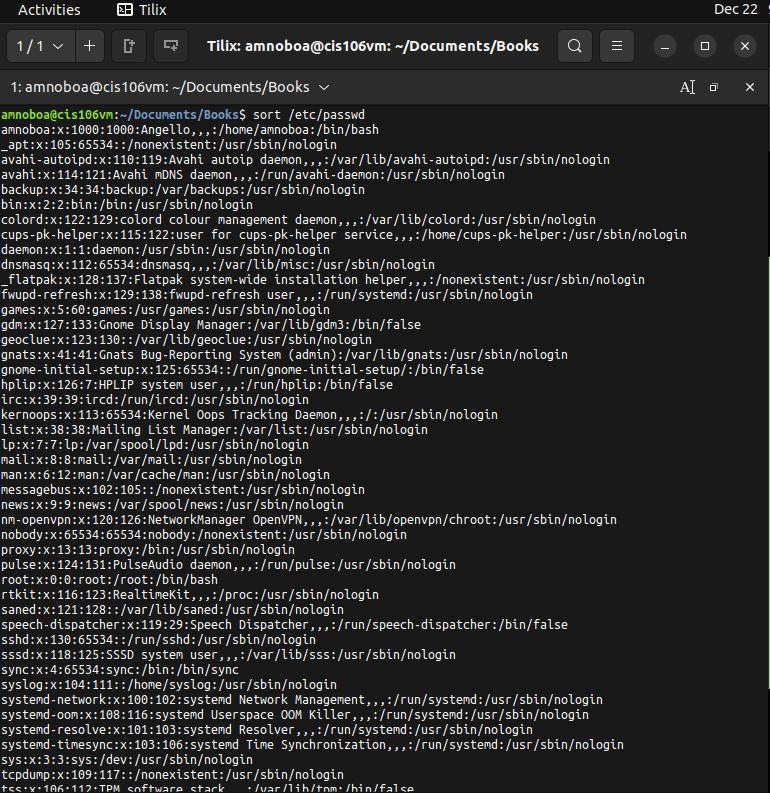 Activities Tilix Dec 22
1 / 1 Tilix: amnoboa@cis106vm: ~/Documents/Books
1: amnoboa@cis106vm: ~/Documents/Books
amnoboa@cis106vm:~/Documents/Books$ sort /etc/passwd
amnoboa:x:1000:1000:Angello,,,:/home/amnoboa:/bin/bash
_apt:x:105:65534::/nonexistent:/usr/sbin/nologin
avahi-autoipd:x:110:119:Avahi autoip daemon,,,:/var/lib/avahi-autoipd:/usr/sbin/nologin
avahi:x:114:121:Avahi mDNS daemon,,,:/run/avahi-daemon:/usr/sbin/nologin
backup:x:34:34:backup:/var/backups:/usr/sbin/nologin
bin:x:2:2:bin:/bin:/usr/sbin/nologin
colord:x:122:129:colord colour management daemon,,,:/var/lib/colord:/usr/sbin/nologin
cups-pk-helper:x:115:122:user for cups-pk-helper service,,,:/home/cups-pk-helper:/usr/sbin/nologin
daemon:x:1:1:daemon:/usr/sbin:/usr/sbin/nologin
dnsmasq:x:112:65534:dnsmasq,,,:/var/lib/misc:/usr/sbin/nologin
_flatpak:x:128:137:Flatpak system-wide installation helper,,,:/nonexistent:/usr/sbin/nologin
fwupd-refresh:x:129:138:fwupd-refresh user,,,:/run/systemd:/usr/sbin/nologin
games:x:5:60:games:/usr/games:/usr/sbin/nologin
gdm:x:127:133:Gnome Display Manager:/var/lib/gdm3:/bin/false
geoclue:x:123:130::/var/lib/geoclue:/usr/sbin/nologin
gnats:x:41:41:Gnats Bug-Reporting System (admin):/var/lib/gnats:/usr/sbin/nologin
gnome-initial-setup:x:125:65534::/run/gnome-initial-setup/:/bin/false
hplip:x:126:7:HPLIP system user,,,:/run/hplip:/bin/false
irc:x:39:39:ircd:/run/ircd:/usr/sbin/nologin
kernoops:x:113:65534:Kernel Oops Tracking Daemon,,,:/:/usr/sbin/nologin
list:x:38:38:Mailing List Manager:/var/list:/usr/sbin/nologin
lp:x:7:7:lp:/var/spool/lpd:/usr/sbin/nologin
mail:x:8:8:mail:/var/mail:/usr/sbin/nologin
man:x:6:12:man:/var/cache/man:/usr/sbin/nologin
messagebus:x:102:105::/nonexistent:/usr/sbin/nologin
news:x:9:9:news:/var/spool/news:/usr/sbin/nologin
nm-openvpn:x:120:126:NetworkManager OpenVPN,,,:/var/lib/openvpn/chroot:/usr/sbin/nologin
nobody:x:65534:65534:nobody:/nonexistent:/usr/sbin/nologin
proxy:x:13:13:proxy:/bin:/usr/sbin/nologin
pulse:x:124:131:PulseAudio daemon,,,:/run/pulse:/usr/sbin/nologin
root:x:0:0:root:/root:/bin/bash
rtkit:x:116:123:RealtimeKit,,,:/proc:/usr/sbin/nologin
saned:x:121:128::/var/lib/saned:/usr/sbin/nologin
speech-dispatcher:x:119:29:Speech Dispatcher,,,:/run/speech-dispatcher:/bin/false
sshd:x:130:65534::/run/sshd:/usr/sbin/nologin
sssd:x:118:125:SSSD system user,,,:/var/lib/sss:/usr/sbin/nologin
sync:x:4:65534:sync:/bin:/bin/sync
syslog:x:104:111::/home/syslog:/usr/sbin/nologin
systemd-network:x:100:102:systemd Network Management,,,:/run/systemd:/usr/sbin/nologin
systemd-oom:x:108:116:systemd Userspace OOM Killer,,,:/run/systemd:/usr/sbin/nologin
systemd-resolve:x:101:103:systemd Resolver,,,:/run/systemd:/usr/sbin/nologin
systemd-timesync:x:103:106:systemd Time Synchronization,,,:/run/systemd:/usr/sbin/nologin
sys:x:3:3:sys:/dev:/usr/sbin/nologin
tcpdump:x:109:117::/nonexistent:/usr/sbin/nologin
tss:x:106:112:TPM software stack,,,:/var/lib/tpm:/bin/false